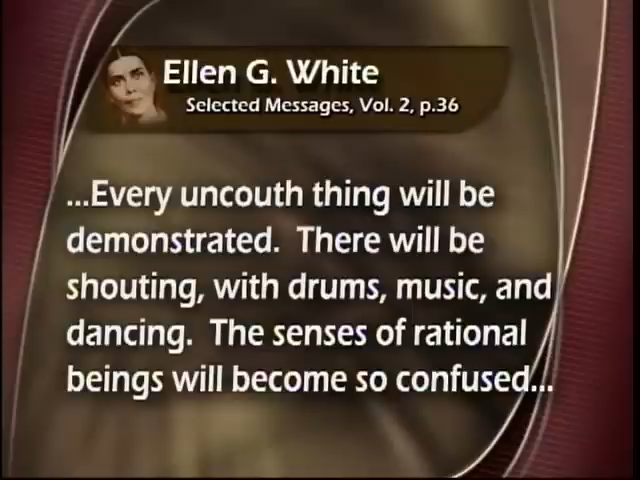 Ellen G. White
Selected Messages, Vol. 2, p.36
...Every uncouth thing will be
demonstrated. There will be
shouting, with drums, music, and
dancing. The senses of rational
beings will become so confused...